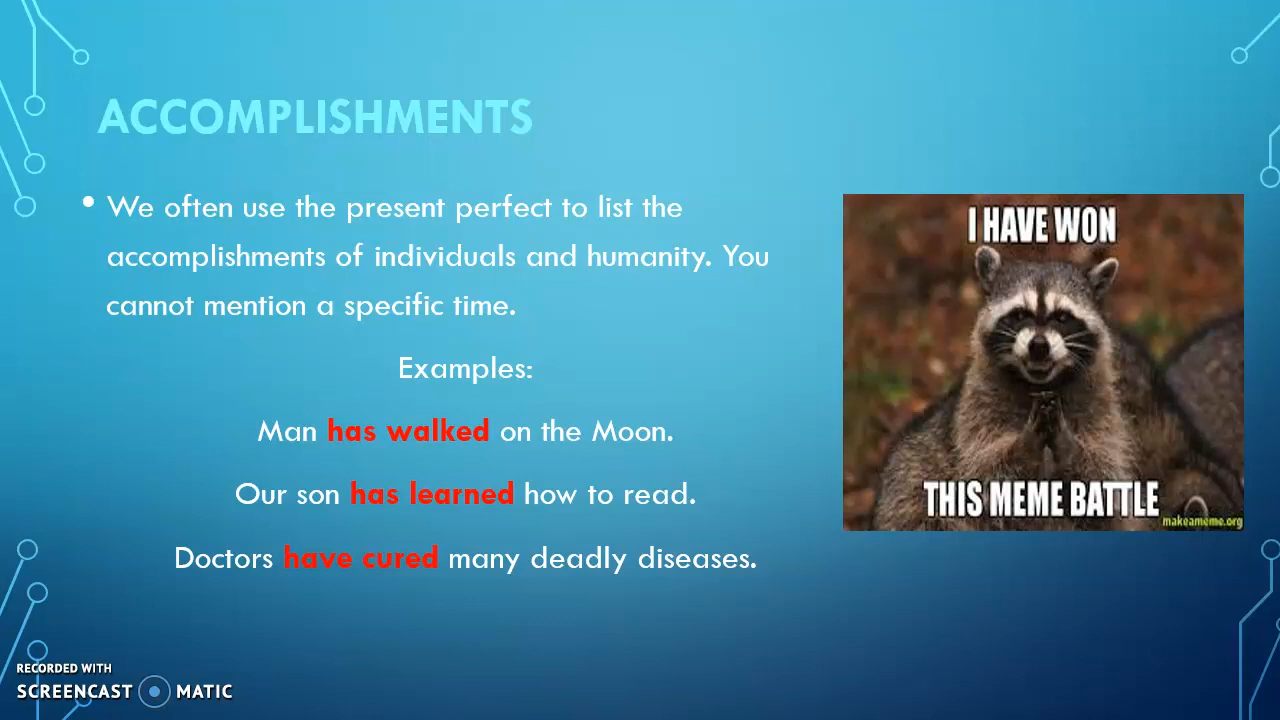 ACCOMPLISHMENTS
• We often use the present perfect to list the
accomplishments of individuals and humanity. You
cannot mention a specific time.
Examples:
Man has walked on the Moon.
Our son has learned how to read.
Doctors have cured many deadly diseases.
I HAVE WON
THIS MEME BATTLE
makeameme.org
RECORDED WITH
SCREENCAST MATIC